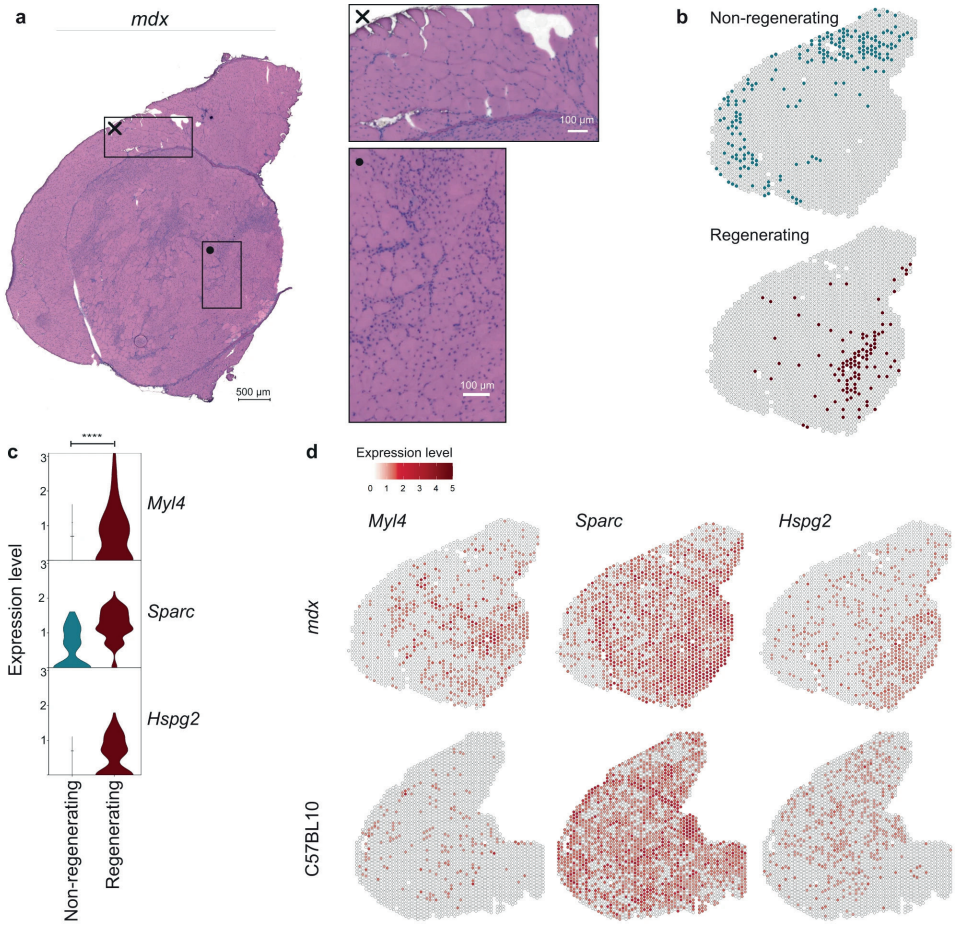 a
mdx
500 µm
100 µm
100 µm
b
Non-regenerating
Regenerating
c
****
Expression level
3
2
1
Myl4
3
2
1
Sparc
3
2
1
Hspg2
Non-regenerating
Regenerating
d
Expression level
0 1 2 3 4 5
Myl4 Sparc Hspg2
mdx
C57BL10